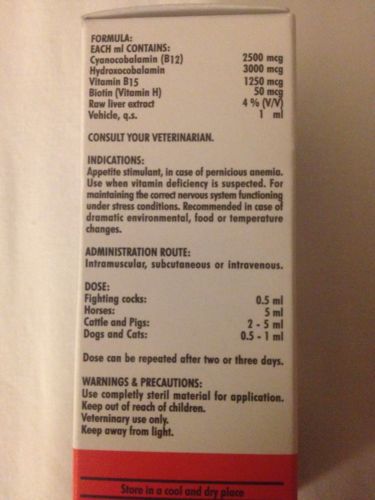 FORMULA:
EACH ml CONTAINS:
Cyanocobalamin (B12) 2500 mcg
Hydroxocobalamin 3000 mcg
Vitamin B15 1250 mcg
Biotin (Vitamin H) 50 mcg
Raw liver extract 4 % (V/V)
Vehicle, q.s. 1 ml
CONSULT YOUR VETERINARIAN.
INDICATIONS:
Appetite stimulant, in case of pernicious anemia.
Use when vitamin deficiency is suspected. For
maintaining the correct nervous system functioning
under stress conditions. Recommended in case of
dramatic environmental, food or temperature
changes.
ADMINISTRATION ROUTE:
Intramuscular, subcutaneous or intravenous.
DOSE:
Fighting cocks: 0.5 ml
Horses: 5 ml
Cattle and Pigs: 2 - 5 ml
Dogs and Cats: 0.5 - 1 ml
Dose can be repeated after two or three days.
WARNINGS & PRECAUTIONS:
Use completly steril material for application.
Keep out of reach of children.
Veterninary use only.
Keep away from light.
Store in a cool and dry place